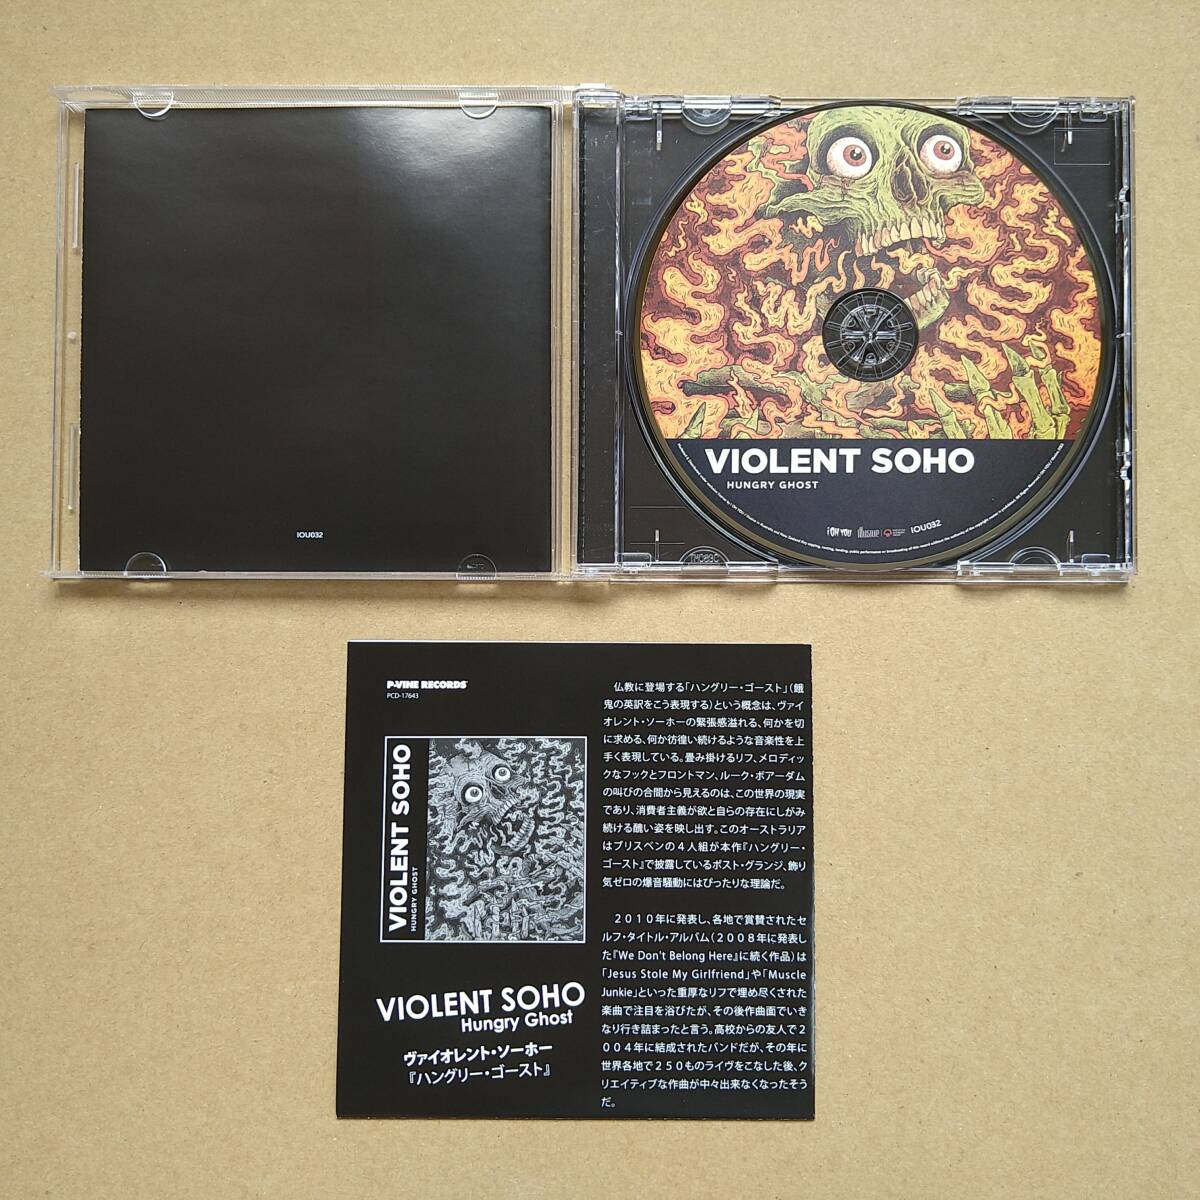 IOU032
VIOLENT SOHO
HUNGRY GHOST
I OH YOU
illusive
IOU032
P-VINE RECORDS
PCD-17643
VIOLENT SOHO
HUNGRY GHOST
VIOLENT SOHO
Hungry Ghost
ヴァイオレント・ソーホー
『ハングリー・ゴースト』
仏教に登場する「ハングリー・ゴースト」(餓
鬼の英訳をこう表現する)という概念は、ヴァイ
オレント・ソーホーの緊張感溢れる、何かを切
に求める、何か彷徨い続けるような音楽性を上
手く表現している。畳み掛けるリフ、メロディック
なフックとフロントマン、ルーク・ボアーダム
の叫びの合間から見えるのは、この世界の現実
であり、消費者主義が欲と自らの存在にしがみ
続ける醜い姿を映し出す。このオーストラリア
はブリスベンの4人組が本作『ハングリー・
ゴースト』で披露しているポスト・グランジ、飾り
気ゼロの爆音騒動にはぴったりな理論だ。
2010年に発表し、各地で賞賛されたセ
ルフ・タイトル・アルバム(2008年に発表し
た『We Don't Belong Here』に続く作品)は
「Jesus Stole My Girlfriend」や「Muscle
Junkie」といった重厚なリフで埋め尽くされた
楽曲で注目を浴びたが、その後作曲面でいき
なり行き詰まったと言う。高校からの友人で2
004年に結成されたバンドだが、その年に
世界各地で250ものライヴをこなした後、ク
リエイティブな作曲が中々出来なくなったそう
だ。